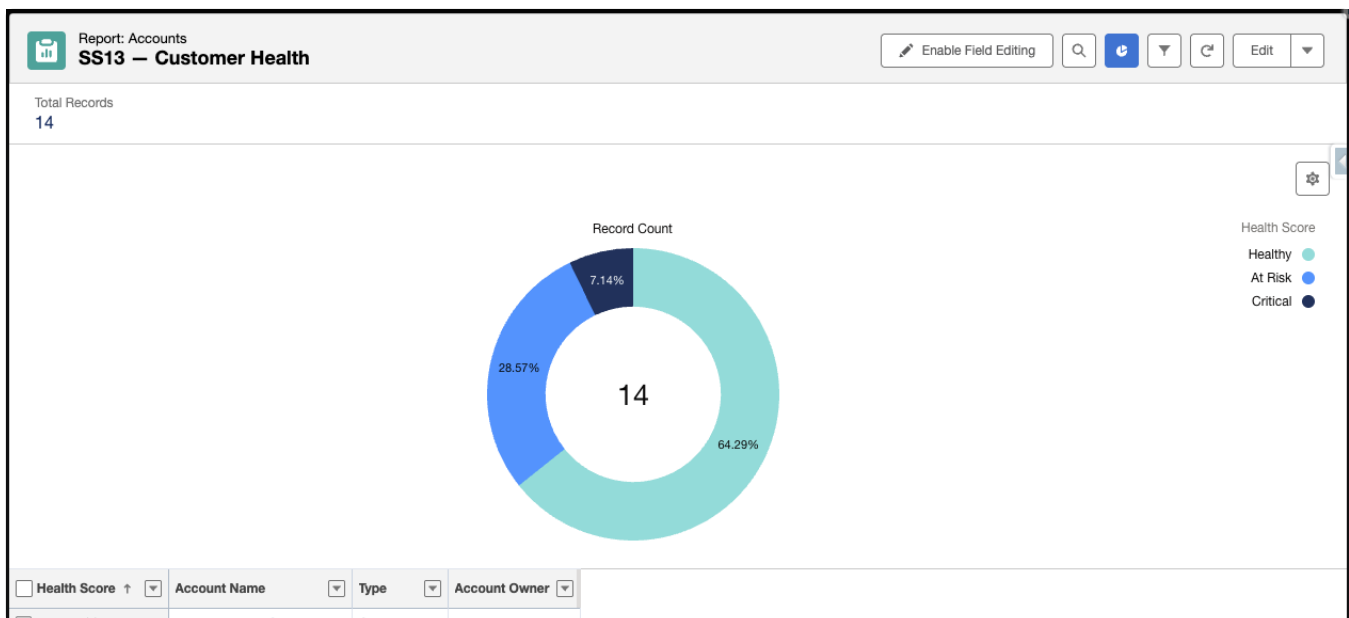 Report: Accounts
SS13 — Customer Health
Enable Field Editing
Edit
Total Records
14
Record Count
7.14%
28.57%
14
64.29%
Health Score
Healthy
At Risk
Critical
Health Score ↑ Account Name Type Account Owner